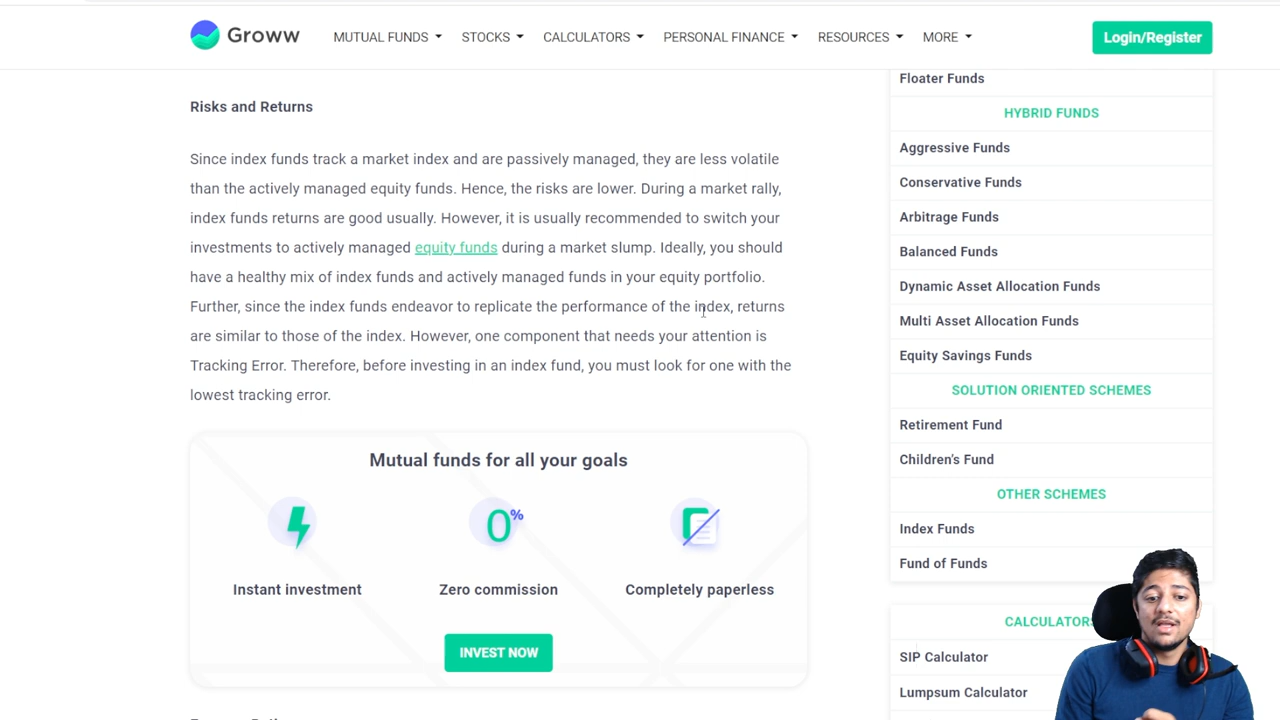 Groww
MUTUAL FUNDS
STOCKS
CALCULATORS
PERSONAL FINANCE
RESOURCES
MORE
Login/Register
Risks and Returns
Since index funds track a market index and are passively managed, they are less volatile
than the actively managed equity funds. Hence, the risks are lower. During a market rally,
index funds returns are good usually. However, it is usually recommended to switch your
investments to actively managed equity funds during a market slump. Ideally, you should
have a healthy mix of index funds and actively managed funds in your equity portfolio.
Further, since the index funds endeavor to replicate the performance of the index, returns
are similar to those of the index. However, one component that needs your attention is
Tracking Error. Therefore, before investing in an index fund, you must look for one with the
lowest tracking error.
Mutual funds for all your goals
0%
Instant investment
Zero commission
Completely paperless
INVEST NOW
Floater Funds
HYBRID FUNDS
Aggressive Funds
Conservative Funds
Arbitrage Funds
Balanced Funds
Dynamic Asset Allocation Funds
Multi Asset Allocation Funds
Equity Savings Funds
SOLUTION ORIENTED SCHEMES
Retirement Fund
Children's Fund
OTHER SCHEMES
Index Funds
Fund of Funds
CALCULATORS
SIP Calculator
Lumpsum Calculator